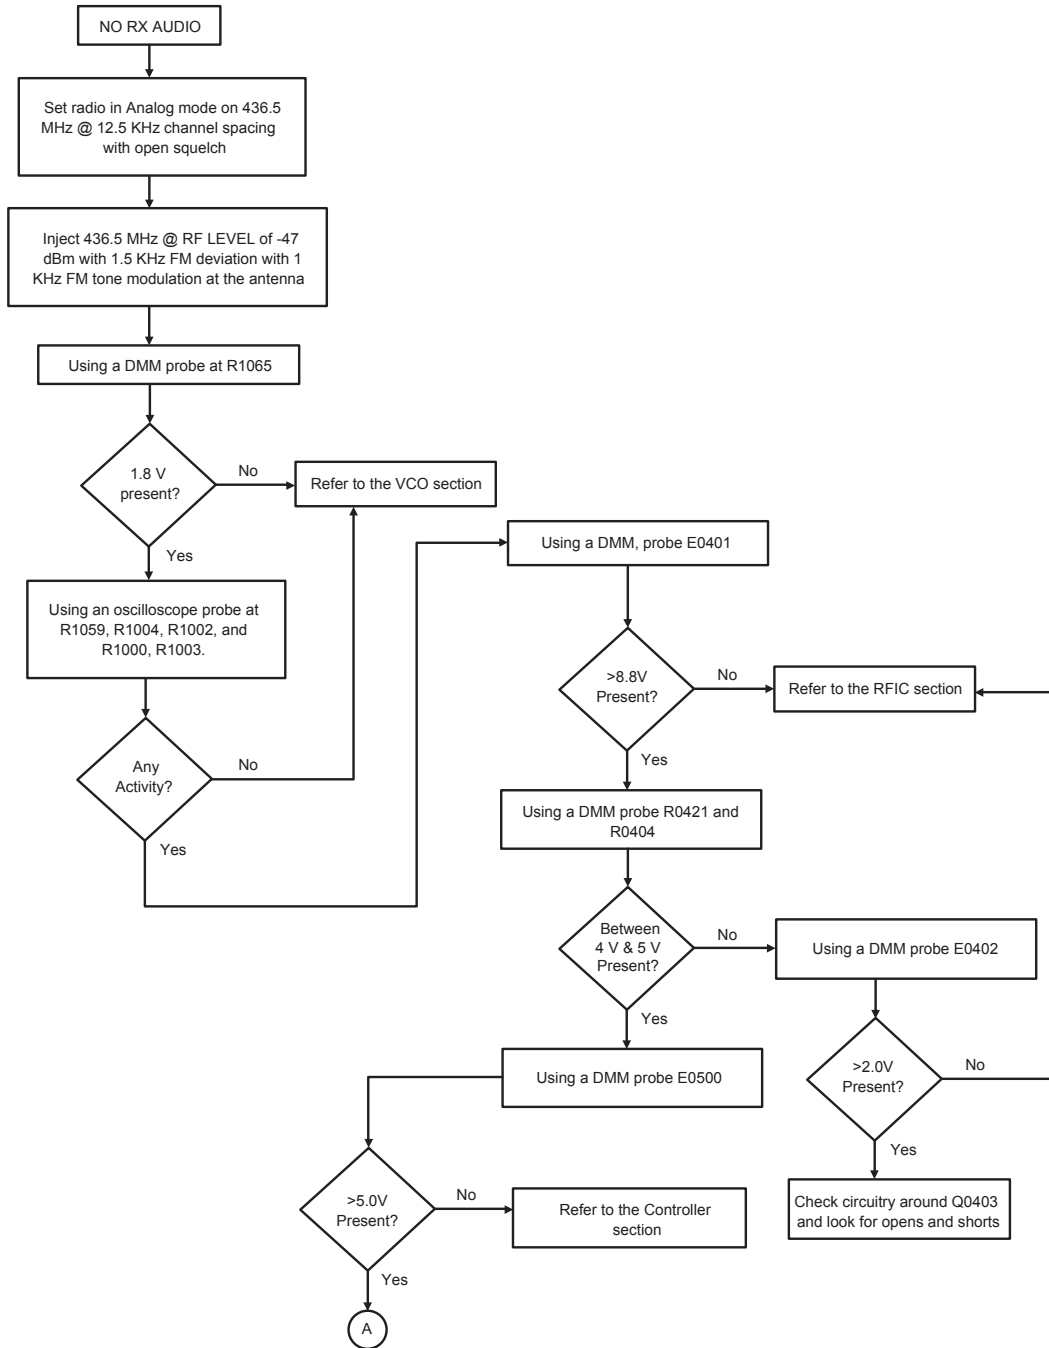 NO RX AUDIO
Set radio in Analog mode on 436.5
MHz @ 12.5 KHz channel spacing
with open squelch
Inject 436.5 MHz @ RF LEVEL of -47
dBm with 1.5 KHz FM deviation with 1
KHz FM tone modulation at the antenna
Using a DMM probe at R1065
1.8 V
present?
No
Refer to the VCO section
Yes
Using an oscilloscope probe at
R1059, R1004, R1002, and
R1000, R1003.
Any
Activity?
No
Yes
Using a DMM, probe E0401
>8.8V
Present?
No
Refer to the RFIC section
Yes
Using a DMM probe R0421 and
R0404
Between
4 V & 5 V
Present?
No
Using a DMM probe E0402
Yes
>2.0V
Present?
No
Yes
Check circuitry around Q0403
and look for opens and shorts
Using a DMM probe E0500
>5.0V
Present?
No
Refer to the Controller
section
Yes
A